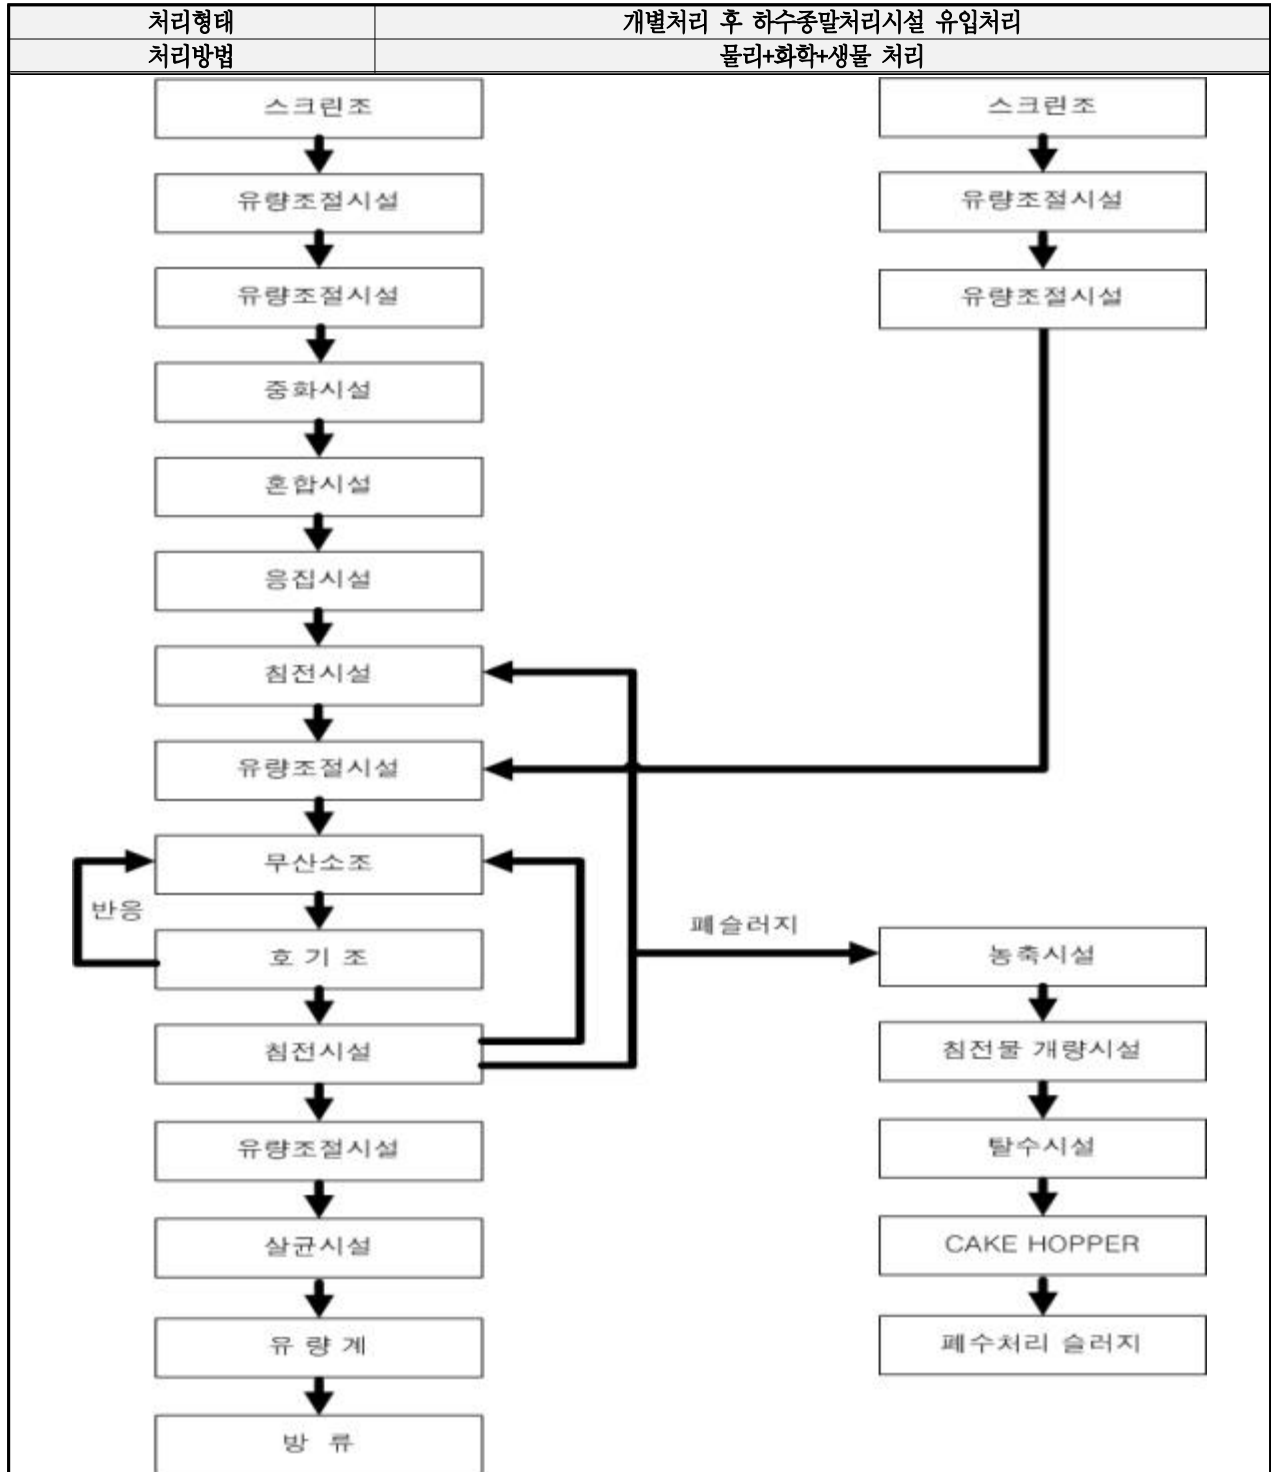 처리형태 개별처리 후 하수종말처리시설 유입처리
처리방법 물리+화학+생물 처리
스크린조
유량조절시설
유량조절시설
중화시설
혼합시설
응집시설
침전시설
유량조절시설
무산소조
반응
호 기 조
침전시설
유량조절시설
살균시설
유 량 계
방 류
스크린조
유량조절시설
유량조절시설
폐슬러지
농축시설
침전물 개량시설
탈수시설
CAKE HOPPER
폐수처리 슬러지